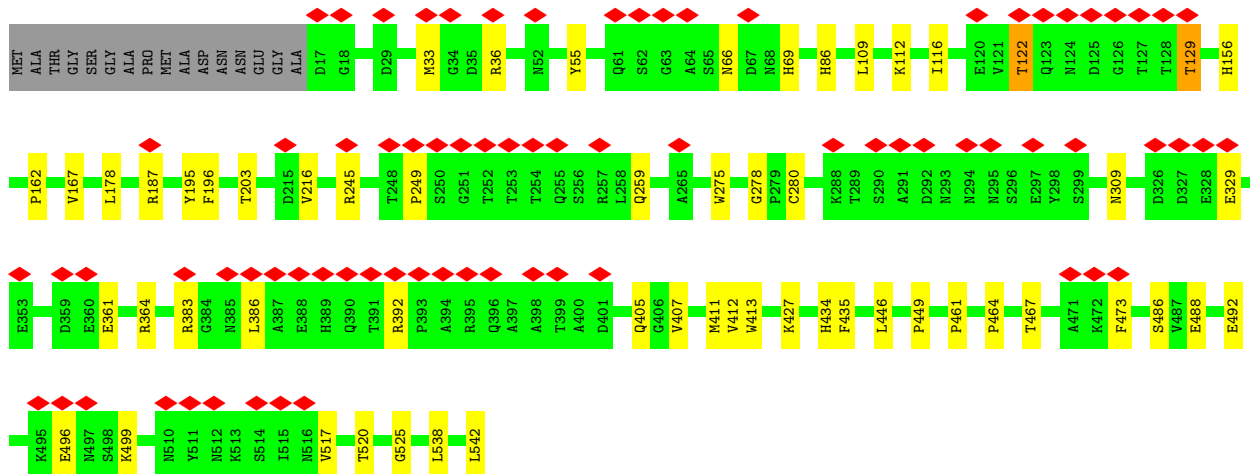 MET ALA THR GLY SER GLY ALA PRO MET ALA ASP ASN ASN GLU GLY ALA D17 G18 D29 M33 G34 D35 R36 N52 Y55 Q61 S62 G63 A64 S65 N66 D67 N68 H69 H86 L109 K112 I116 E120 V121 T122 Q123 N124 D125 G126 T127 T128 T129 H156
P162 V167 L178 R187 Y195 F196 T203 D215 V216 R245 T248 P249 S250 G251 T252 T253 T254 Q255 S256 R257 L258 Q259 A265 W275 G278 P279 C280 K288 T289 S290 A291 D292 N293 N294 N295 S296 E297 Y298 S299 N309 D326 D327 E328 E329
E353 D359 E360 E361 R364 R383 G384 N385 L386 A387 E388 H389 Q390 T391 R392 P393 A394 R395 Q396 A397 A398 T399 A400 D401 Q405 G406 V407 M411 V412 W413 K427 H434 F435 L446 P449 P461 P464 T467 A471 K472 F473 S486 V487 E488 E492
K495 E496 N497 S498 K499 N510 Y511 N512 K513 S514 I515 N516 V517 T520 G525 L538 L542